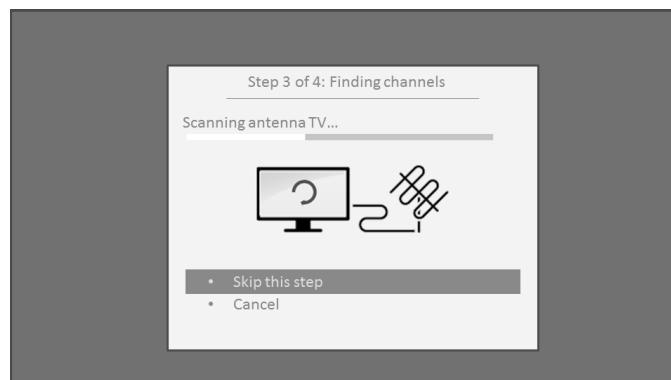 Step 3 of 4: Finding channels
Scanning antenna TV...
• Skip this step
• Cancel